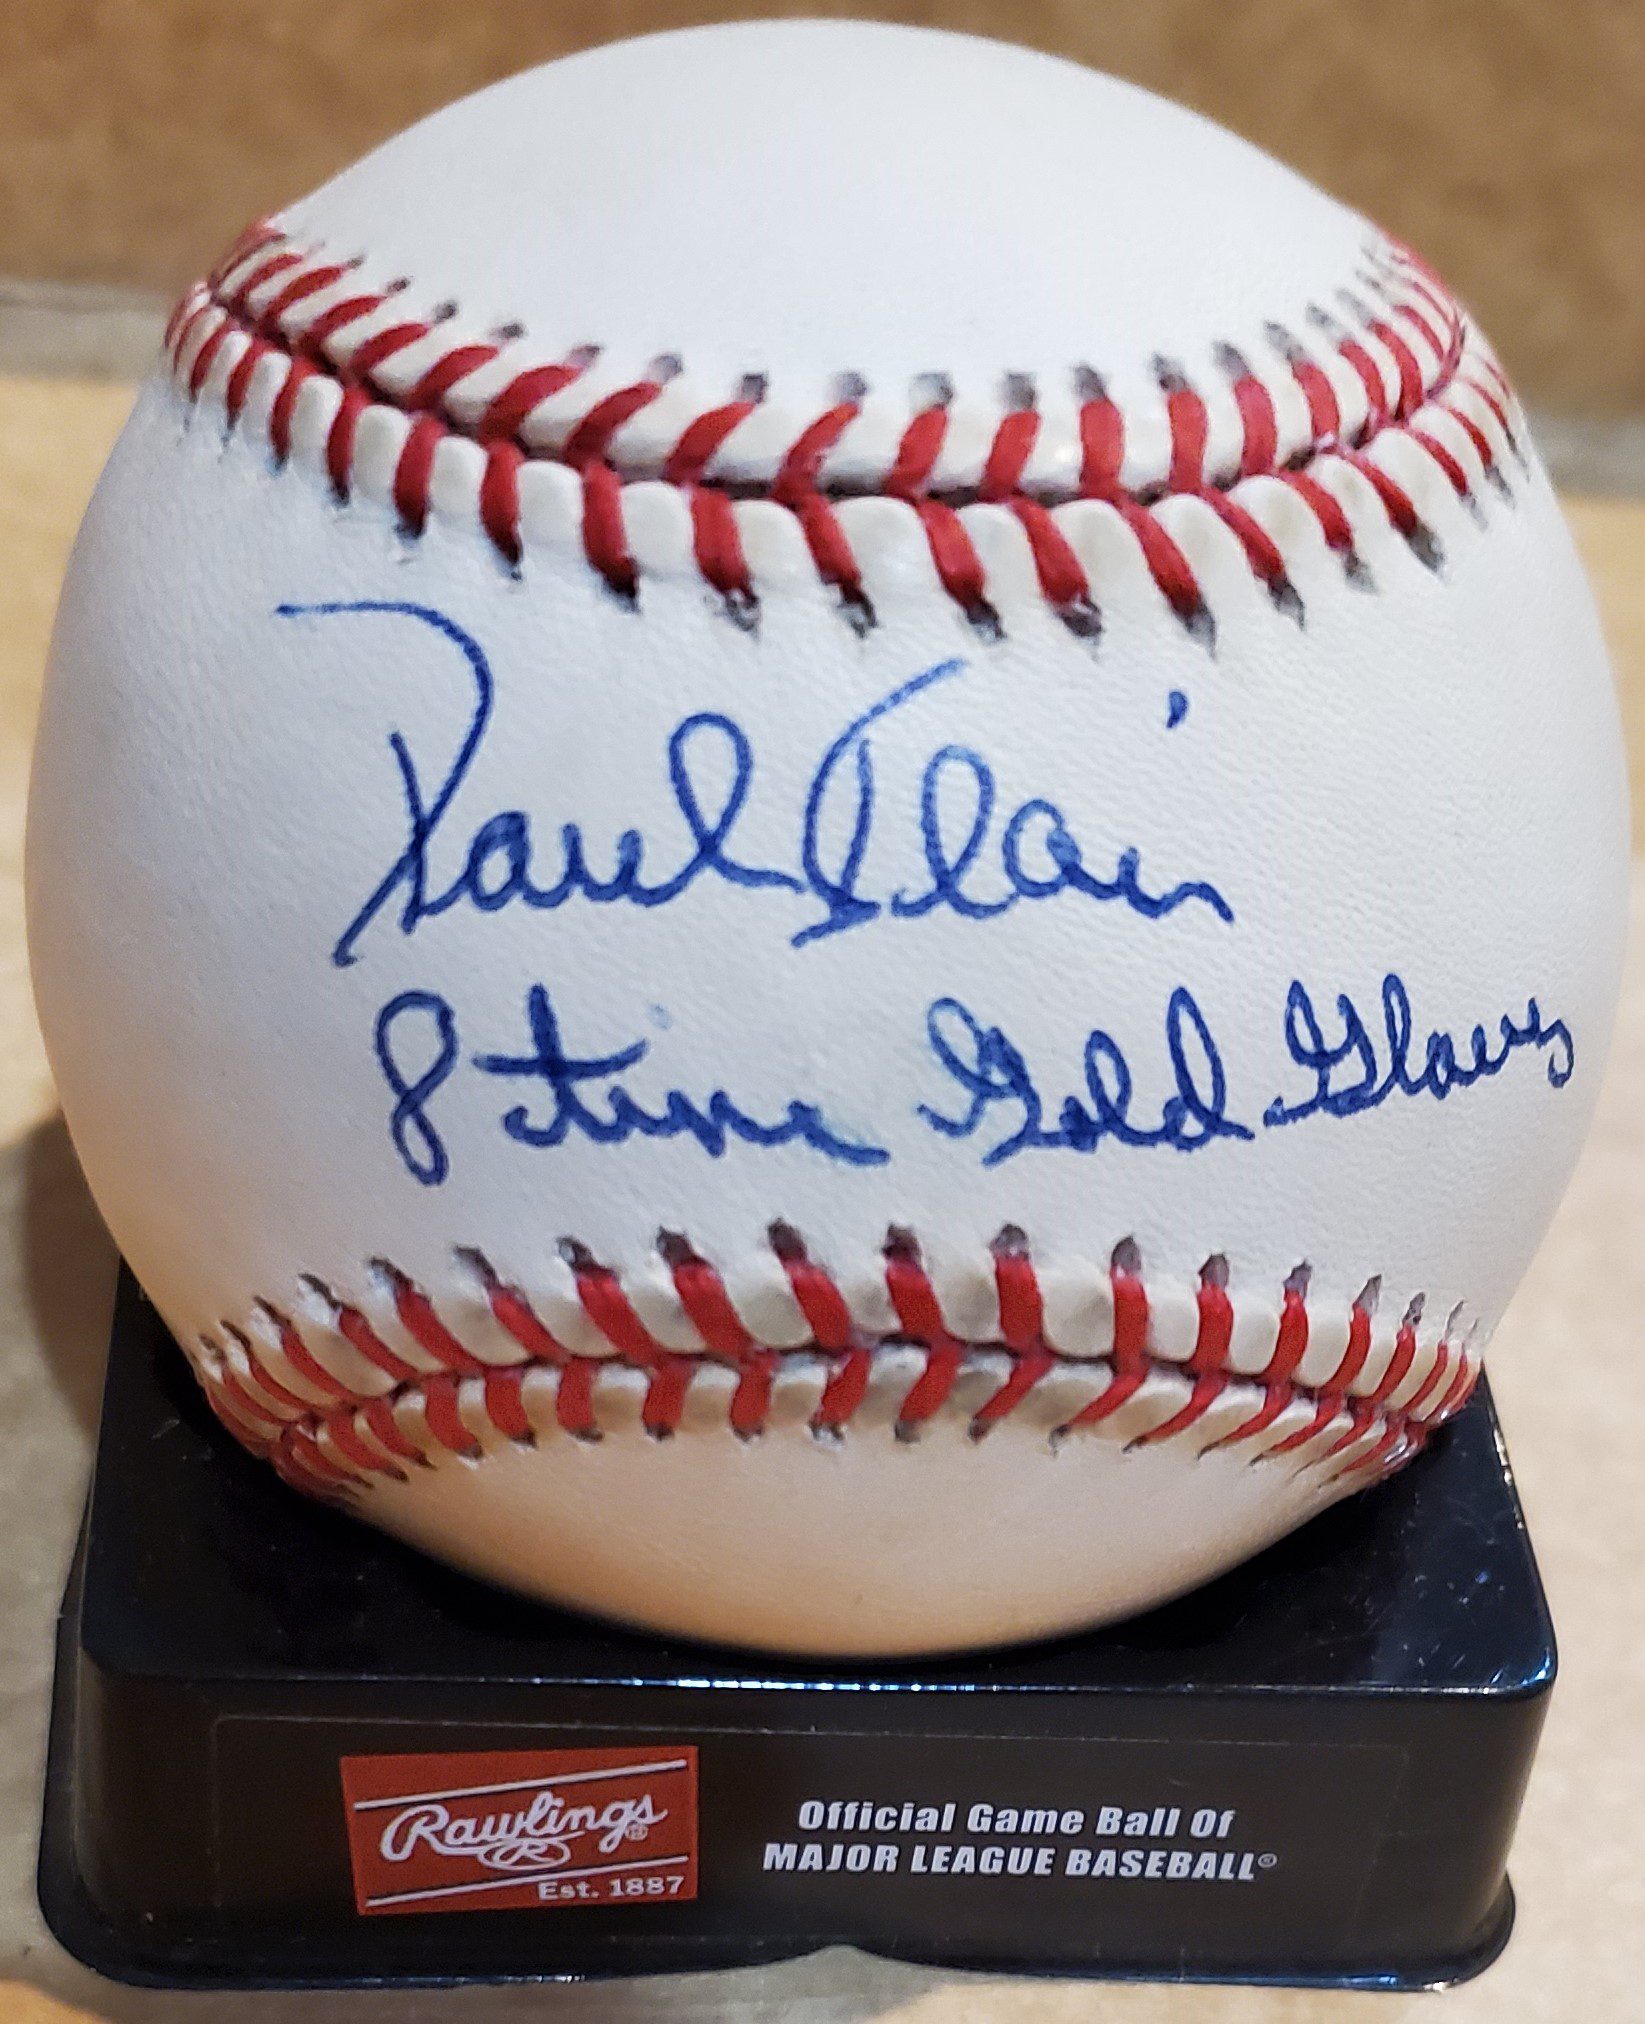 Paul Blair
8 time Gold Glove
Rawlings
R
Est. 1887
Official Game Ball Of
MAJOR LEAGUE BASEBALL®